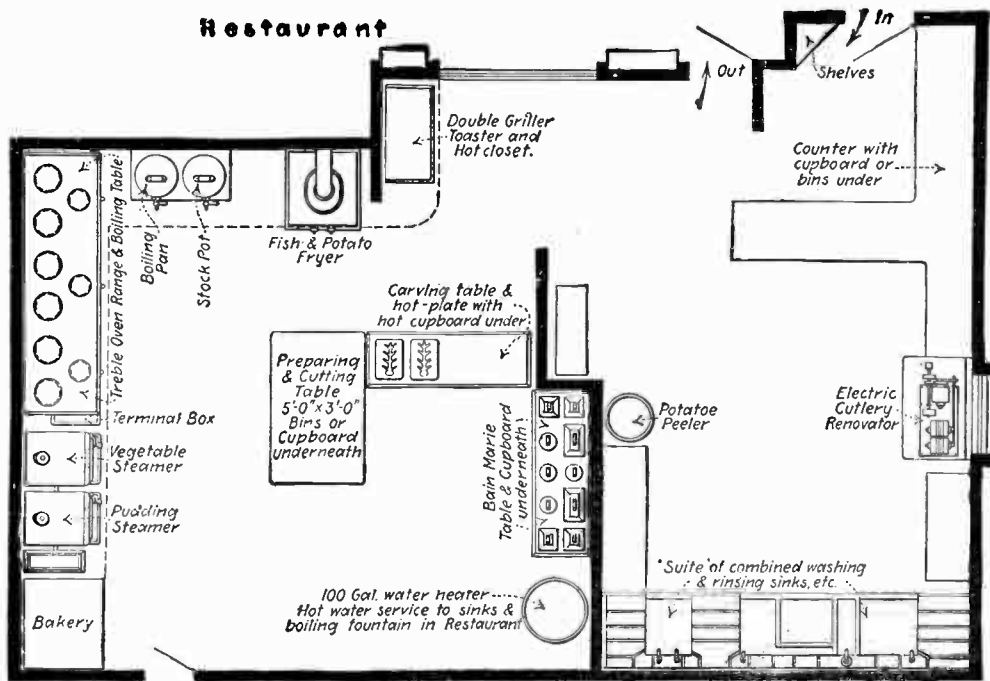 Restaurant
In
Out
Shelves
Double Griller
Toaster and
Hot closet.
Counter with
cupboard or
bins under
Treble Oven Range & Boiling Table
Boiling
Pan
Stock Pot
Fish & Potato
Fryer
Carving table &
hot-plate with
hot cupboard under
Preparing
& Cutting
Table
5'-0" x 3'-0"
Bins or
Cupboard
underneath
Terminal Box
Vegetable
Steamer
Pudding
Steamer
Bakery
Bain Marie
Table & Cupboard
underneath
Potatoe
Peeler
Electric
Cutlery
Renovator
100 Gal. water heater
Hot water service to sinks &
boiling fountain in Restaurant
"Suite" of combined washing
& rinsing sinks, etc.